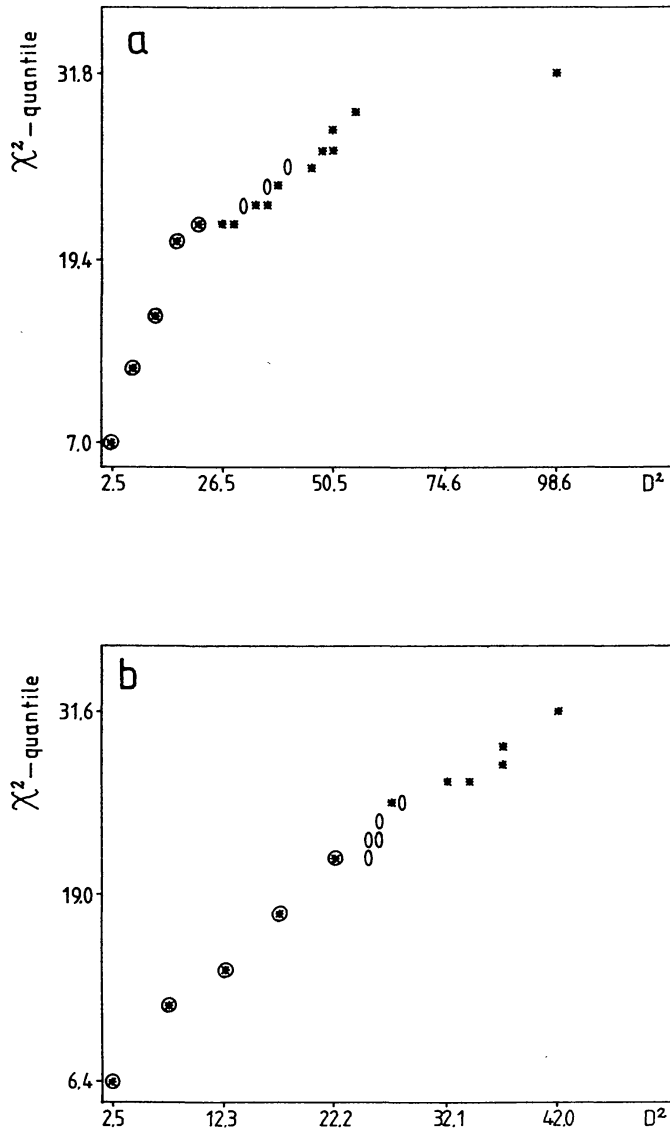 a
χ² – quantile
31.8
19.4
7.0
2.5 26.5 50.5 74.6 98.6 D²
b
χ² – quantile
31.6
19.0
6.4
2.5 12.3 22.2 32.1 42.0 D²